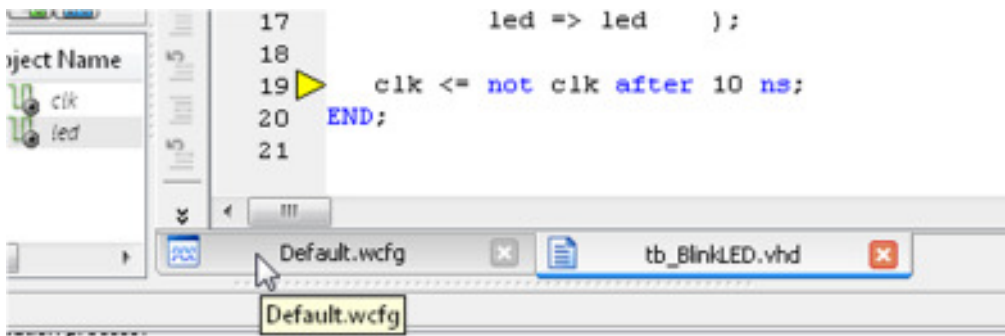 17 led => led );
18
19 clk <= not clk after 10 ns;
20 END;
21
ject Name
clk
led
Default.wcfg
tb_BlinkLED.vhd
Default.wcfg